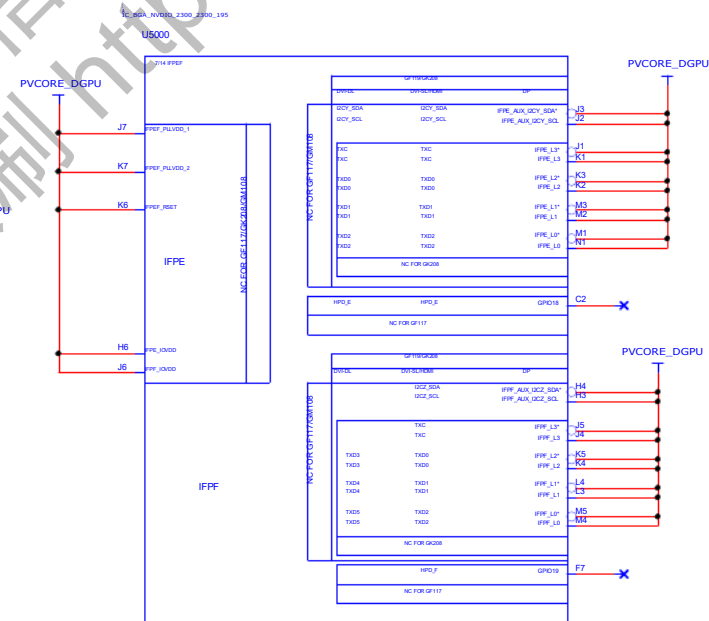 IC_BGA_NVDIO_2300_2300_195
U5000
7/14 IFPEF
PVCORE_DGPU
J7
IFPEF_PLLVDD_1
K7
IFPEF_PLLVDD_2
K6
IFPEF_RSET
IFPE
NC FOR GF117/GK208/GM108
H6
IFPE_IOVDD
J6
IFPF_IOVDD
IFPF
PU
刷 http
PVCORE_DGPU
GF119/GK208
DVI-DL DVI-SL/HDMI DP
NC FOR GF117/GM108
I2CY_SDA I2CY_SDA IFPE_AUX_I2CY_SDA* J3
I2CY_SCL I2CY_SCL IFPE_AUX_I2CY_SCL J2
TXC TXC IFPE_L3* J1
TXC TXC IFPE_L3 K1
TXD0 TXD0 IFPE_L2* K3
TXD0 TXD0 IFPE_L2 K2
TXD1 TXD1 IFPE_L1* M3
TXD1 TXD1 IFPE_L1 M2
TXD2 TXD2 IFPE_L0* M1
TXD2 TXD2 IFPE_L0 N1
NC FOR GK208
HPD_E HPD_E GPIO18 C2
NC FOR GF117
PVCORE_DGPU
GF119/GK208
DVI-DL DVI-SL/HDMI DP
NC FOR GF117/GM108
I2CZ_SDA IFPF_AUX_I2CZ_SDA* H4
I2CZ_SCL IFPF_AUX_I2CZ_SCL H3
TXC IFPF_L3* J5
TXC IFPF_L3 J4
TXD3 TXD0 IFPF_L2* K5
TXD3 TXD0 IFPF_L2 K4
TXD4 TXD1 IFPF_L1* L4
TXD4 TXD1 IFPF_L1 L3
TXD5 TXD2 IFPF_L0* M5
TXD5 TXD2 IFPF_L0 M4
NC FOR GK208
HPD_F GPIO19 F7
NC FOR GF117